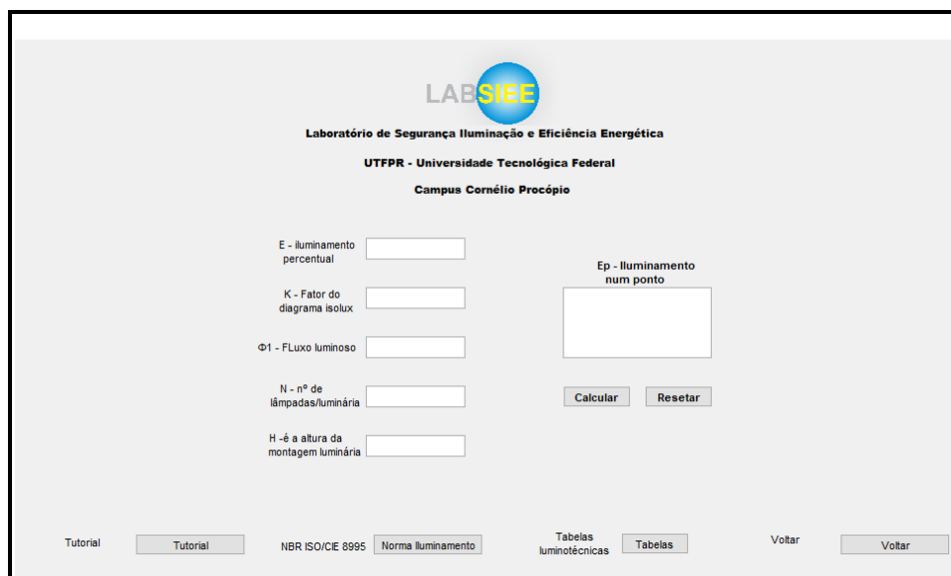 LABSIEE
Laboratório de Segurança Iluminação e Eficiência Energética
UTFPR - Universidade Tecnológica Federal
Campus Cornélio Procópio
E - iluminamento
percentual
K - Fator do
diagrama isolux
Φ1 - FLuxo luminoso
N - nº de
lâmpadas/luminária
H -é a altura da
montagem luminária
Ep - Iluminamento
num ponto
Calcular
Resetar
Tutorial
Tutorial
NBR ISO/CIE 8995
Norma Iluminamento
Tabelas
luminotécnicas
Tabelas
Voltar
Voltar